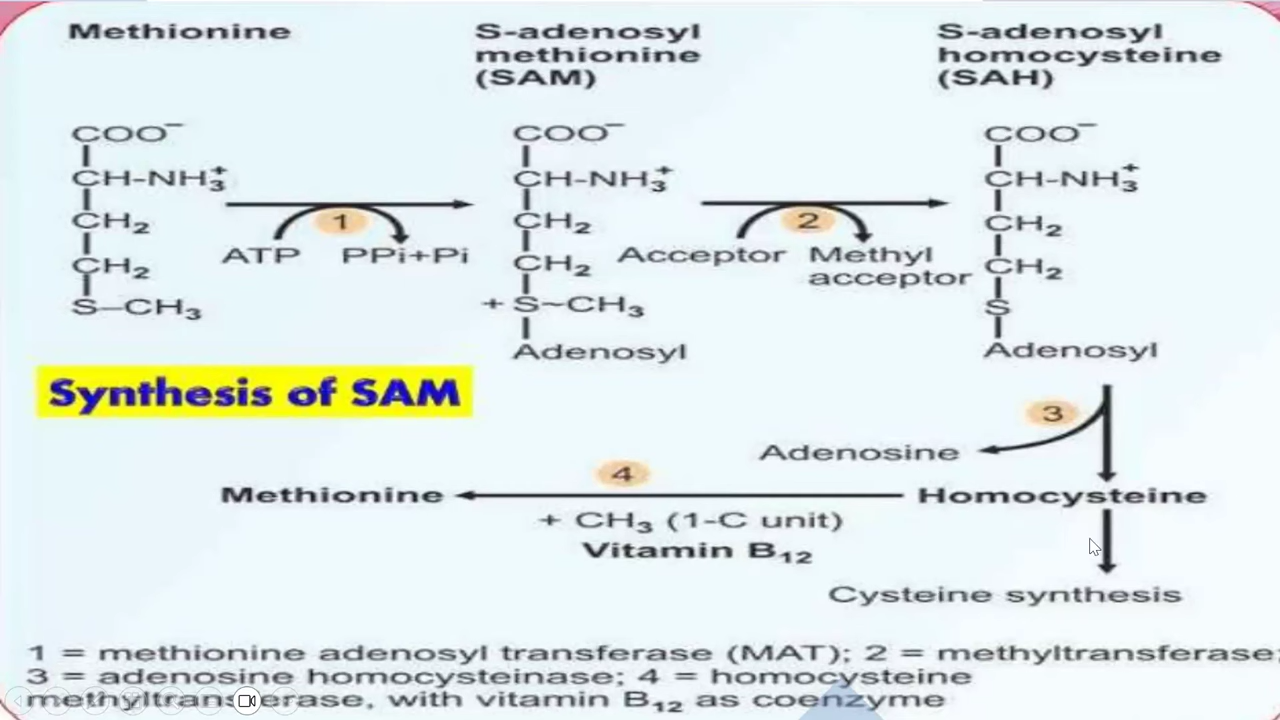 Methionine
S-adenosyl
methionine
(SAM)
S-adenosyl
homocysteine
(SAH)
COO⁻
CH-NH₃⁺
CH₂
CH₂
S–CH₃
1
ATP PPi+Pi
COO⁻
CH-NH₃⁺
CH₂
CH₂
+ S~CH₃
Adenosyl
2
Acceptor Methyl
acceptor
COO⁻
CH-NH₃⁺
CH₂
CH₂
S
Adenosyl
Synthesis of SAM
3
Adenosine
4
Methionine
Homocysteine
+ CH₃ (1-C unit)
Vitamin B₁₂
Cysteine synthesis
1 = methionine adenosyl transferase (MAT); 2 = methyltransferase;
3 = adenosine homocysteinase; 4 = homocysteine
methyltransferase, with vitamin B₁₂ as coenzyme